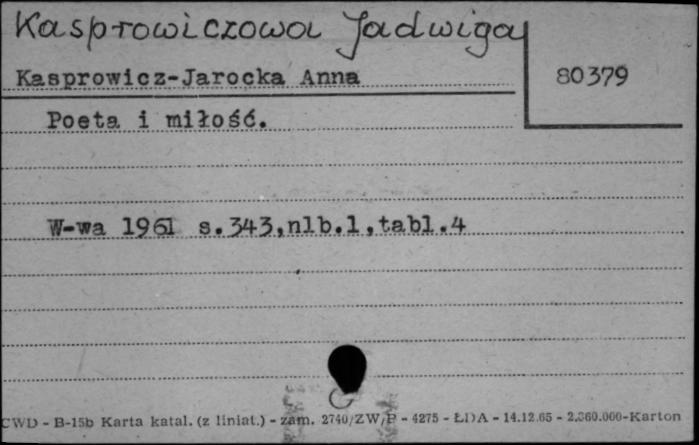 Kasprowiczowa Jadwiga
Kasprowicz-Jarocka Anna
80379
Poeta i miłość.
W-wa 1961 s.343,nlb.1,tabl.4
CWD - B-15b Karta katal. (z liniat.) - zam. 2740/ZW/P - 4275 - ŁDA - 14.12.65 - 2.360.000-Karton